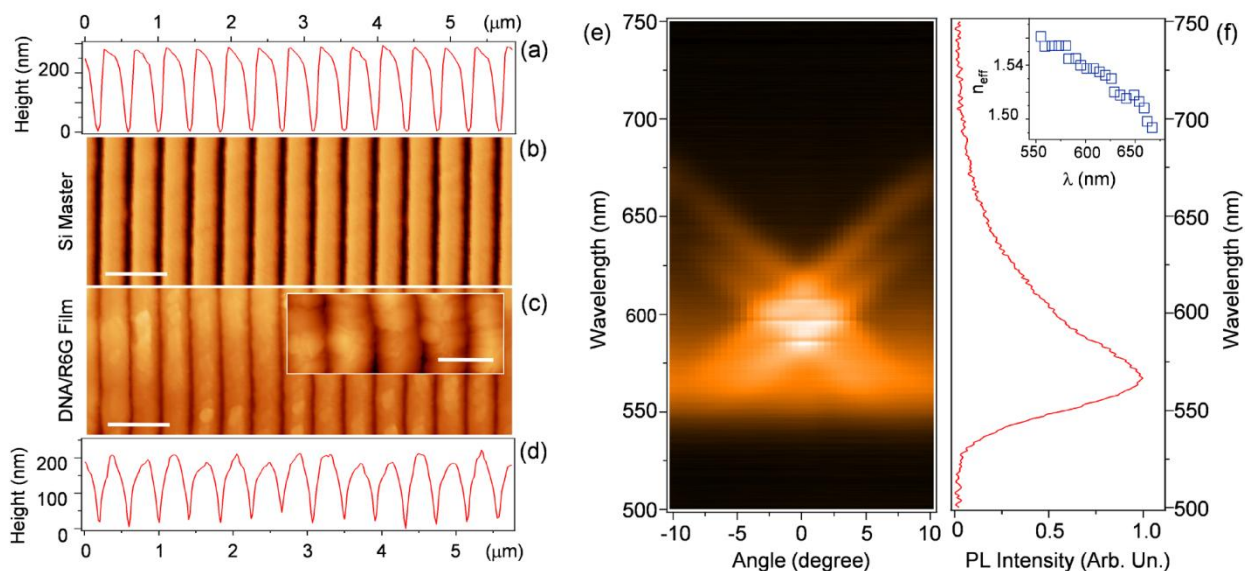 0 1 2 3 4 5 (μm)
(a)
Height (nm)
200
0
(b)
Si Master
(c)
DNA/R6G Film
(d)
Height (nm)
200
100
0
0 1 2 3 4 5 (μm)
(e)
Wavelength (nm)
750
700
650
600
550
500
-10 -5 0 5 10
Angle (degree)
(f)
n_eff
1.54
1.50
550 600 650
λ (nm)
750
700
650
600
550
500
Wavelength (nm)
0 0.5 1.0
PL Intensity (Arb. Un.)